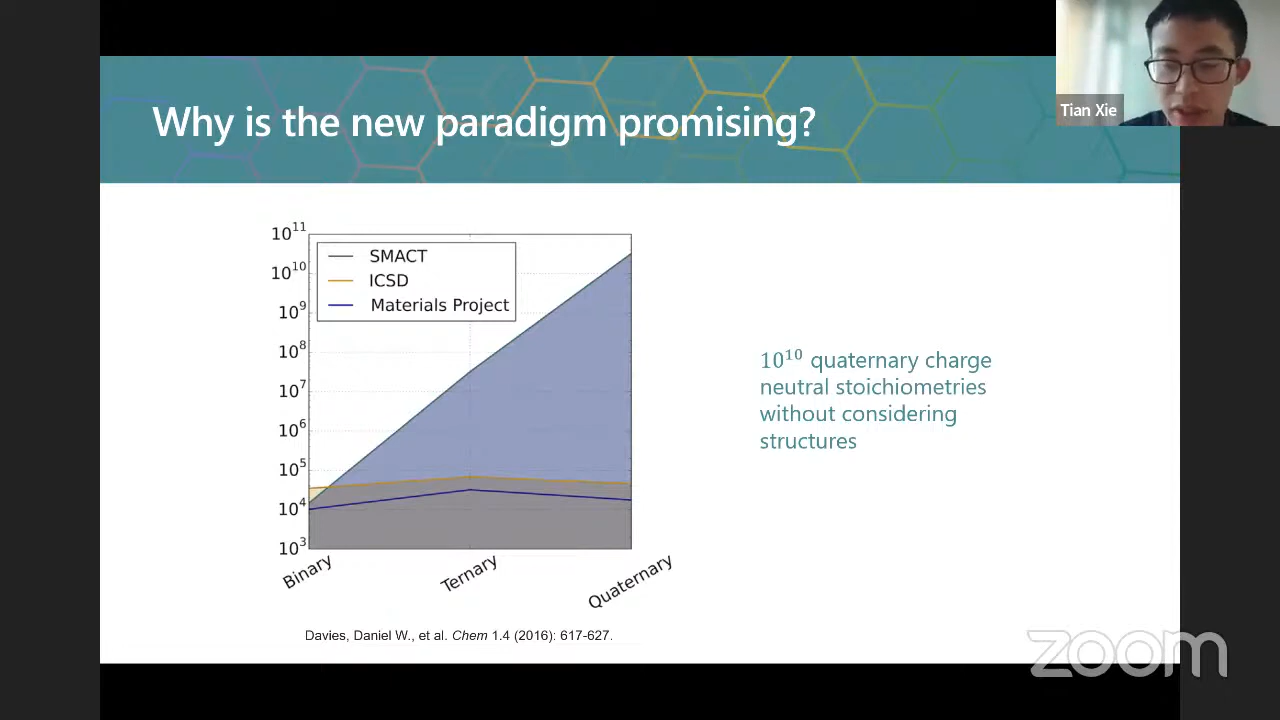 Why is the new paradigm promising?
Tian Xie
10¹¹
10¹⁰
10⁹
10⁸
10⁷
10⁶
10⁵
10⁴
10³
SMACT
ICSD
Materials Project
Binary
Ternary
Quaternary
10¹⁰ quaternary charge
neutral stoichiometries
without considering
structures
Davies, Daniel W., et al. Chem 1.4 (2016): 617-627.
zoom